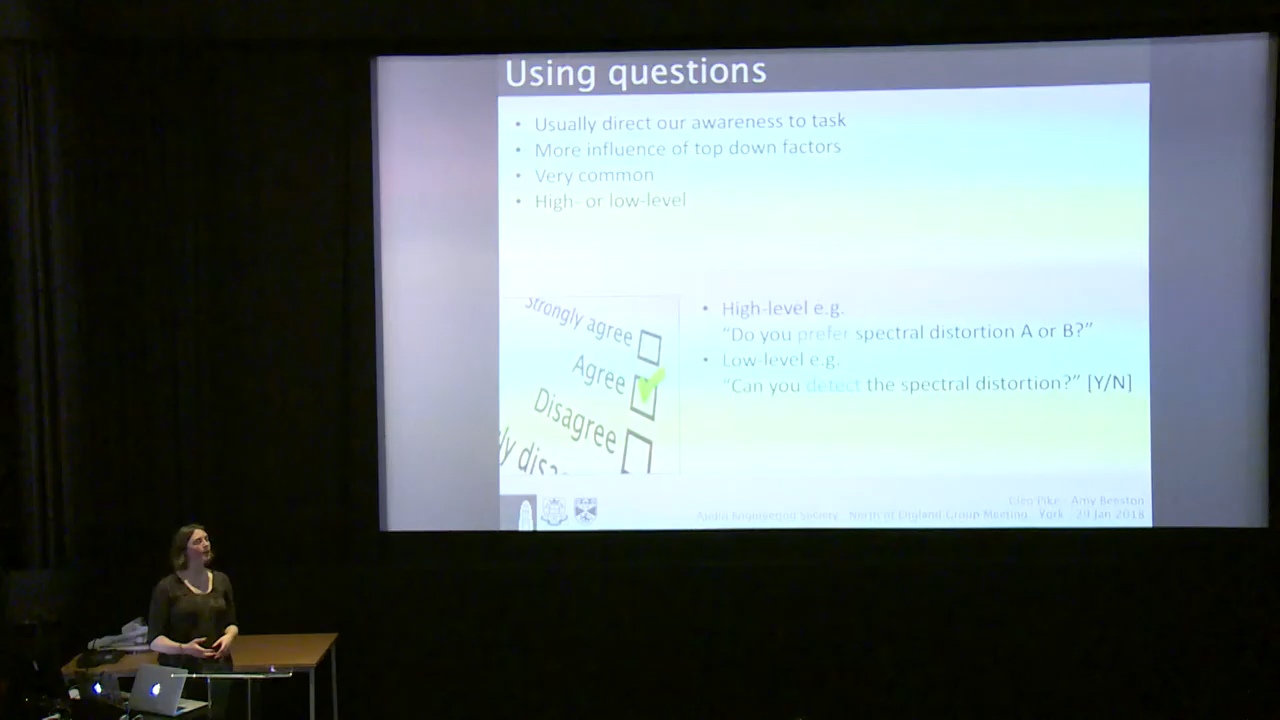 Using questions
• Usually direct our awareness to task
• More influence of top down factors
• Very common
• High- or low-level
Strongly agree
Agree
Disagree
ly disa
• High-level e.g.
“Do you prefer spectral distortion A or B?”
• Low-level e.g.
“Can you detect the spectral distortion?” [Y/N]
Cleo Pike - Amy Beeston
Audio Engineering Society - North of England Group Meeting - York - 29 Jan 2018